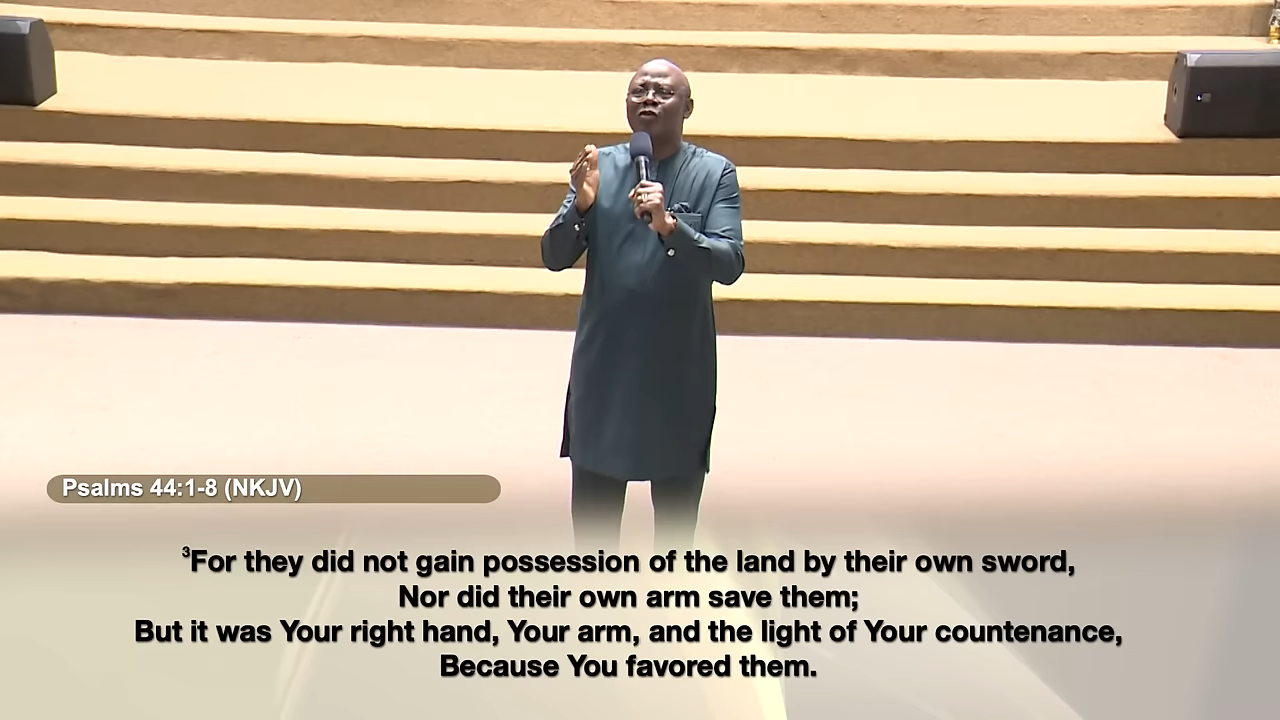 Psalms 44:1-8 (NKJV)
³For they did not gain possession of the land by their own sword,
Nor did their own arm save them;
But it was Your right hand, Your arm, and the light of Your countenance,
Because You favored them.